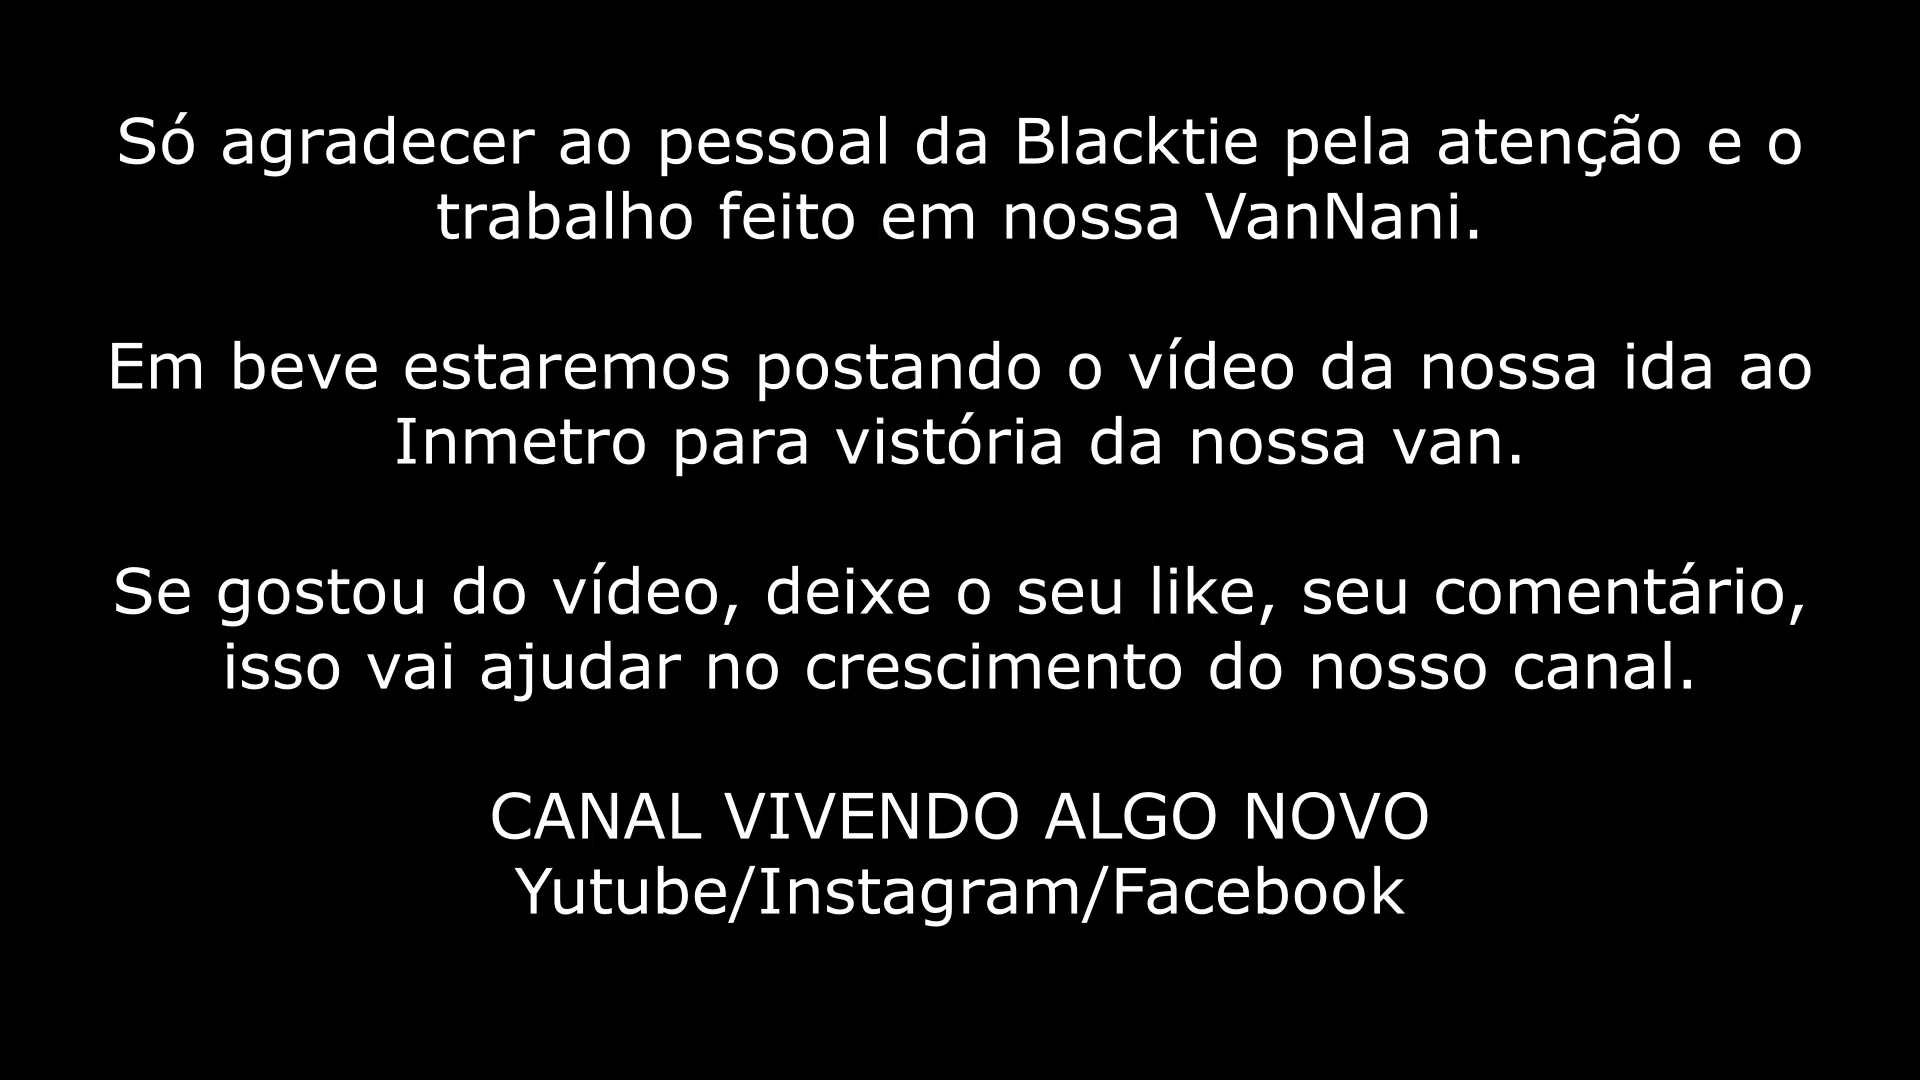 Só agradecer ao pessoal da Blacktie pela atenção e o
trabalho feito em nossa VanNani.
Em beve estaremos postando o vídeo da nossa ida ao
Inmetro para vistória da nossa van.
Se gostou do vídeo, deixe o seu like, seu comentário,
isso vai ajudar no crescimento do nosso canal.
CANAL VIVENDO ALGO NOVO
Yutube/Instagram/Facebook